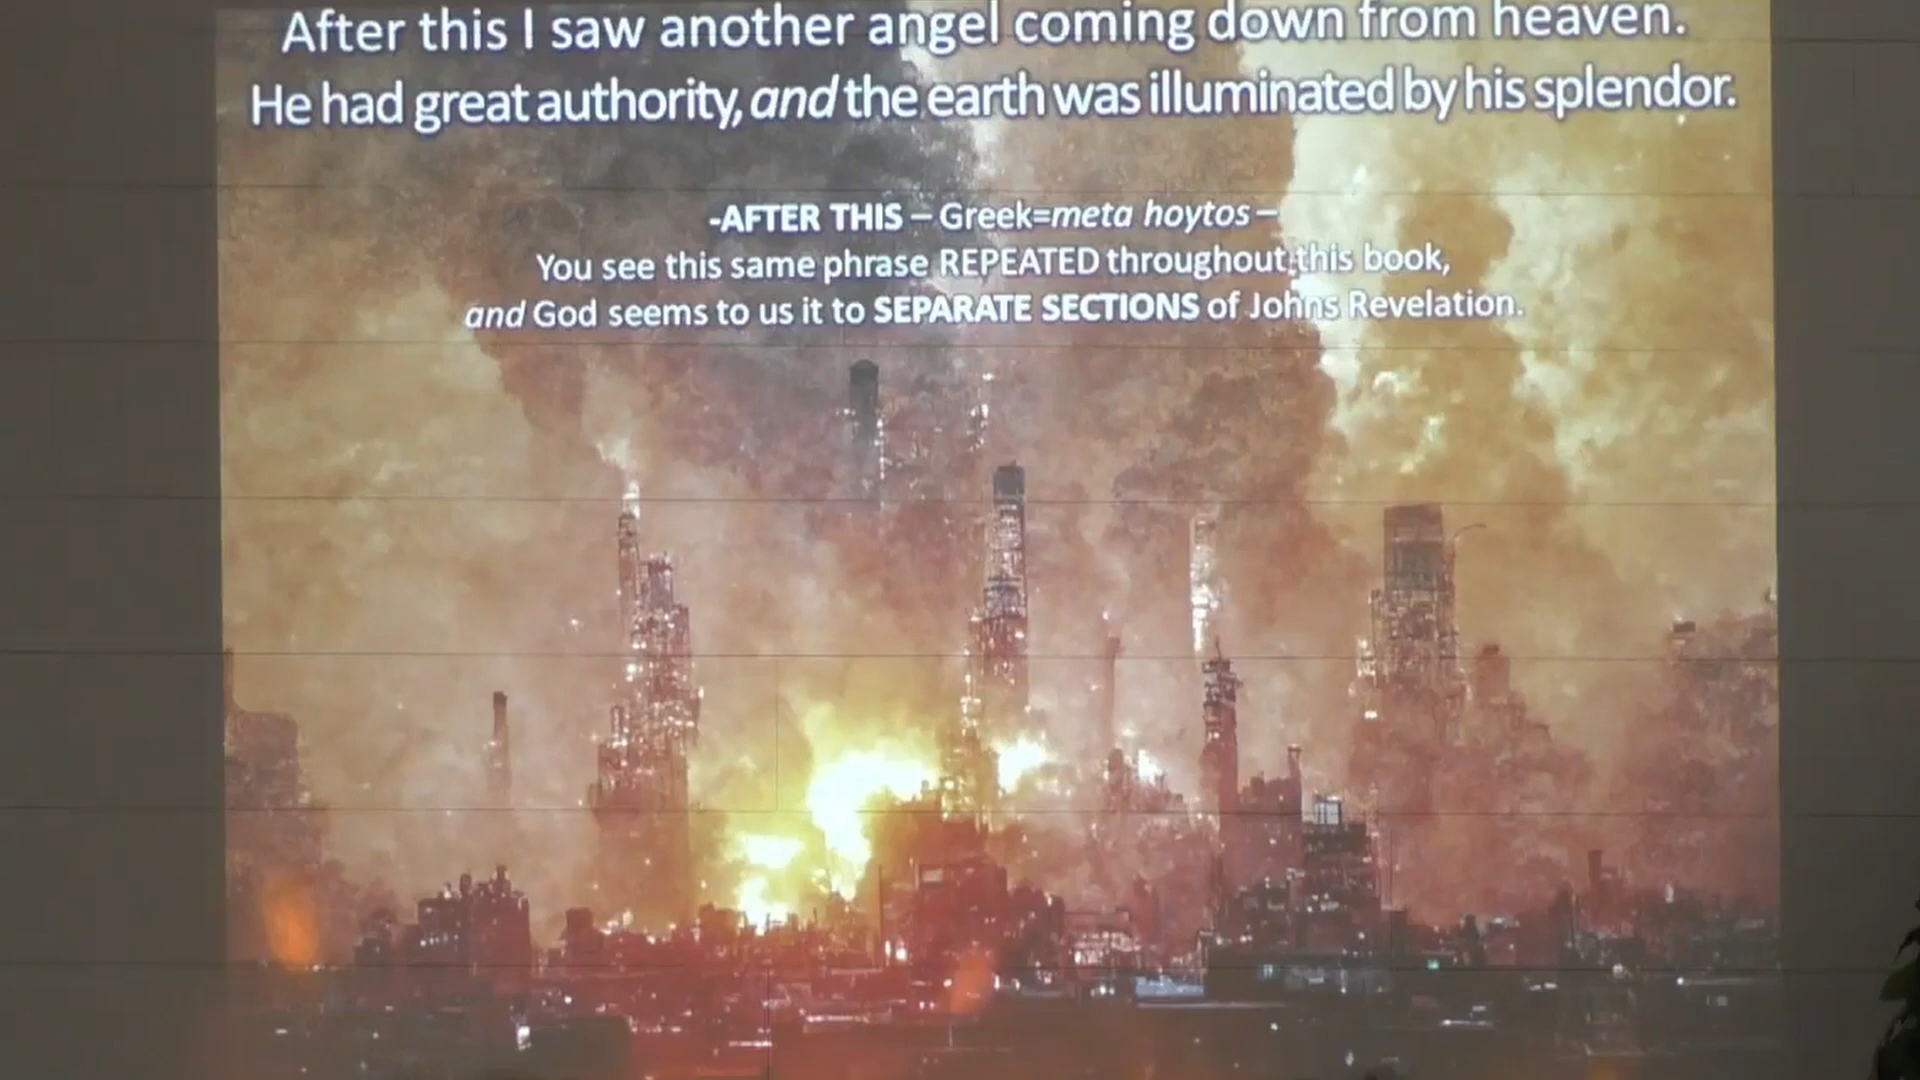 After this I saw another angel coming down from heaven.
He had great authority, and the earth was illuminated by his splendor.
-AFTER THIS – Greek=meta hoytos –
You see this same phrase REPEATED throughout this book,
and God seems to us it to SEPARATE SECTIONS of Johns Revelation.